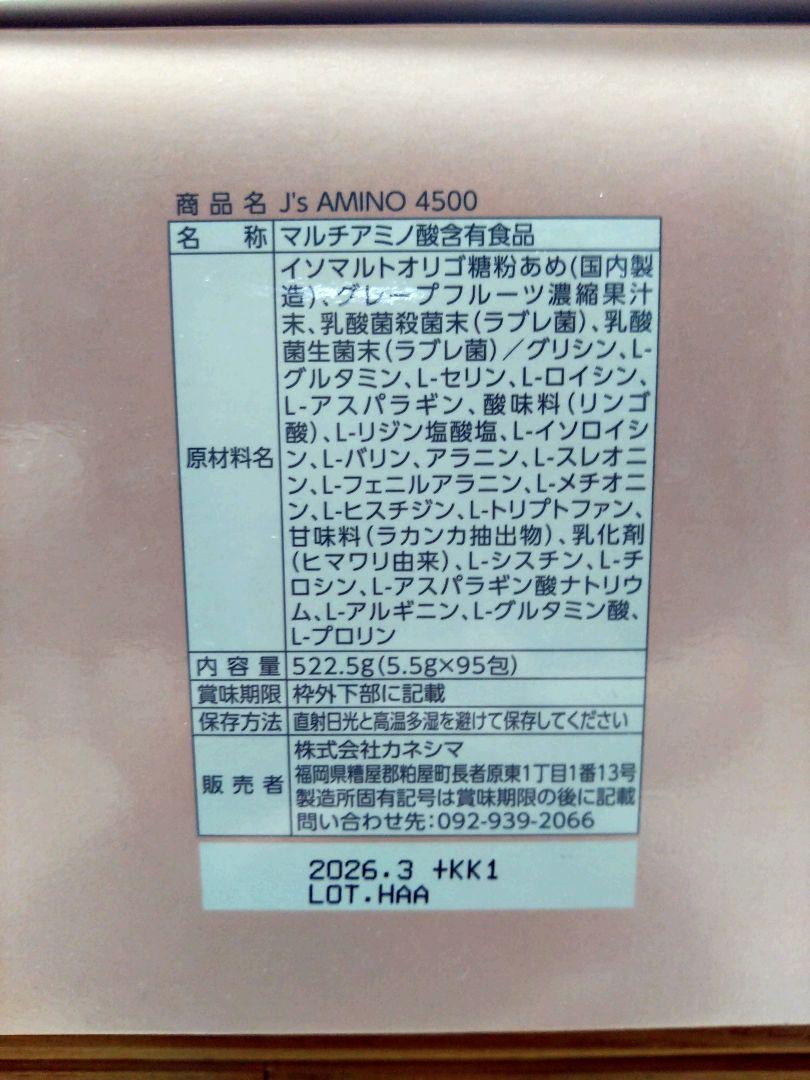 商品名 J's AMINO 4500
名称 マルチアミノ酸含有食品
原材料名 イソマルトオリゴ糖粉あめ(国内製
造)、グレープフルーツ濃縮果汁
末、乳酸菌殺菌末(ラブレ菌)、乳酸
菌生菌末(ラブレ菌)／グリシン、L-
グルタミン、L-セリン、L-ロイシン、
L-アスパラギン、酸味料(リンゴ
酸)、L-リジン塩酸塩、L-イソロイシ
ン、L-バリン、アラニン、L-スレオニ
ン、L-フェニルアラニン、L-メチオニ
ン、L-ヒスチジン、L-トリプトファン、
甘味料(ラカンカ抽出物)、乳化剤
(ヒマワリ由来)、L-シスチン、L-チ
ロシン、L-アスパラギン酸ナトリウ
ム、L-アルギニン、L-グルタミン酸、
L-プロリン
内容量 522.5g(5.5g×95包)
賞味期限 枠外下部に記載
保存方法 直射日光と高温多湿を避けて保存してください
販売者 株式会社カネシマ
福岡県糟屋郡粕屋町長者原東1丁目1番13号
製造所固有記号は賞味期限の後に記載
問い合わせ先:092-939-2066
2026.3 +KK1
LOT.HAA